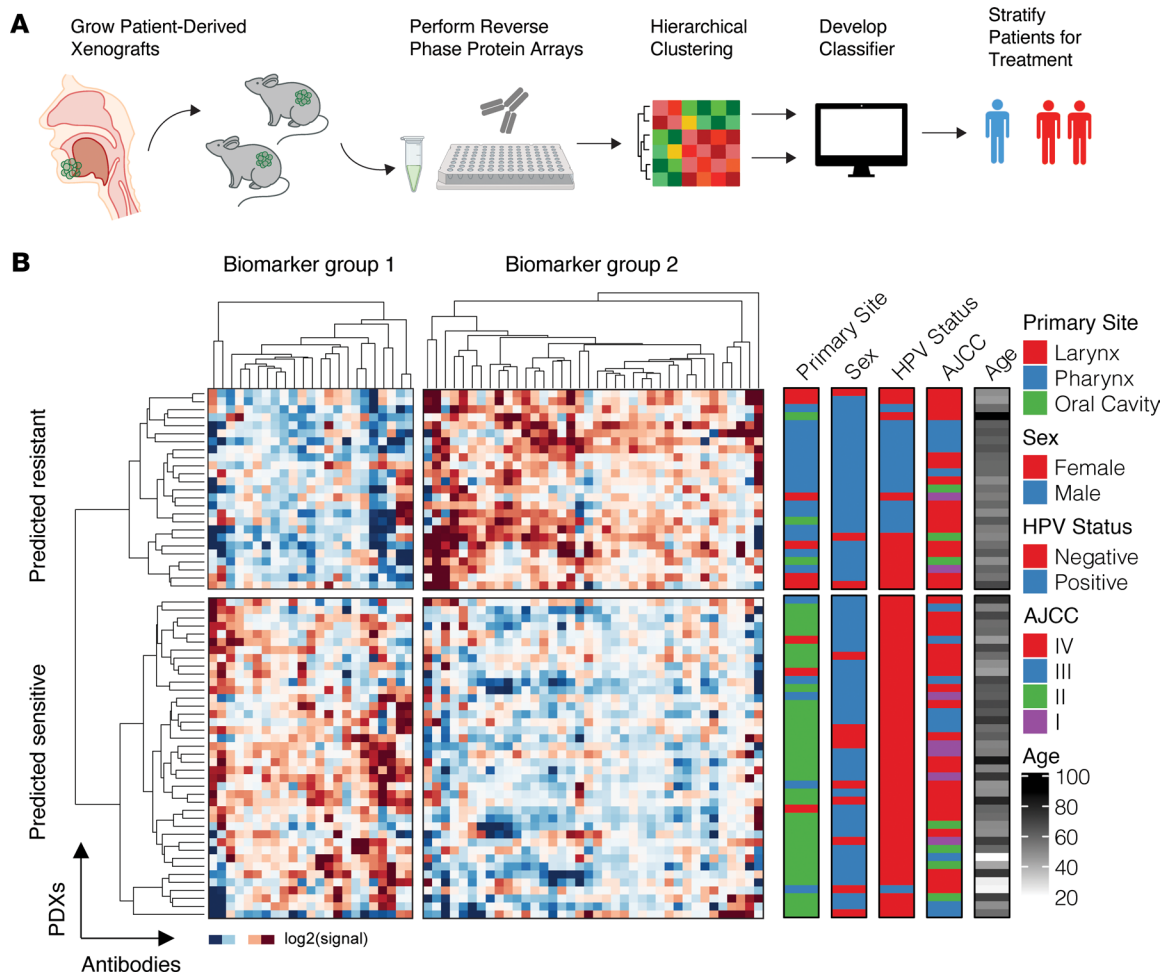 A
Grow Patient-Derived
Xenografts
Perform Reverse
Phase Protein Arrays
Hierarchical
Clustering
Develop
Classifier
Stratify
Patients for
Treatment
B
Biomarker group 1
Biomarker group 2
Primary Site
Sex
HPV Status
AJCC
Age
Predicted resistant
Predicted sensitive
PDXs
Antibodies
log2(signal)
Primary Site
Larynx
Pharynx
Oral Cavity
Sex
Female
Male
HPV Status
Negative
Positive
AJCC
IV
III
II
I
Age
100
80
60
40
20